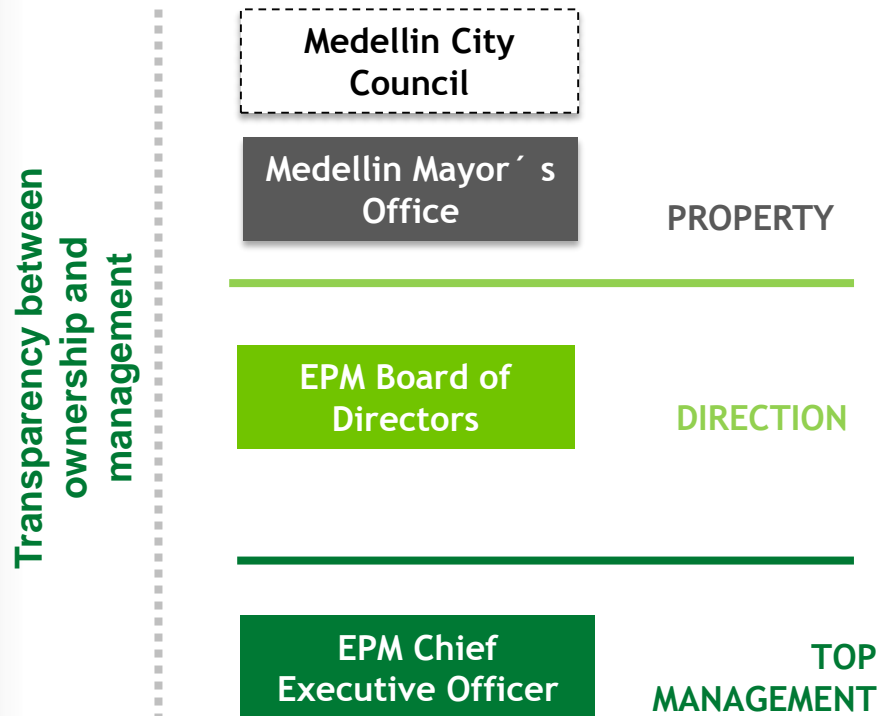 Transparency between
ownership and
management
Medellin City
Council
Medellin Mayor´ s
Office
PROPERTY
EPM Board of
Directors
DIRECTION
EPM Chief
Executive Officer
TOP
MANAGEMENT